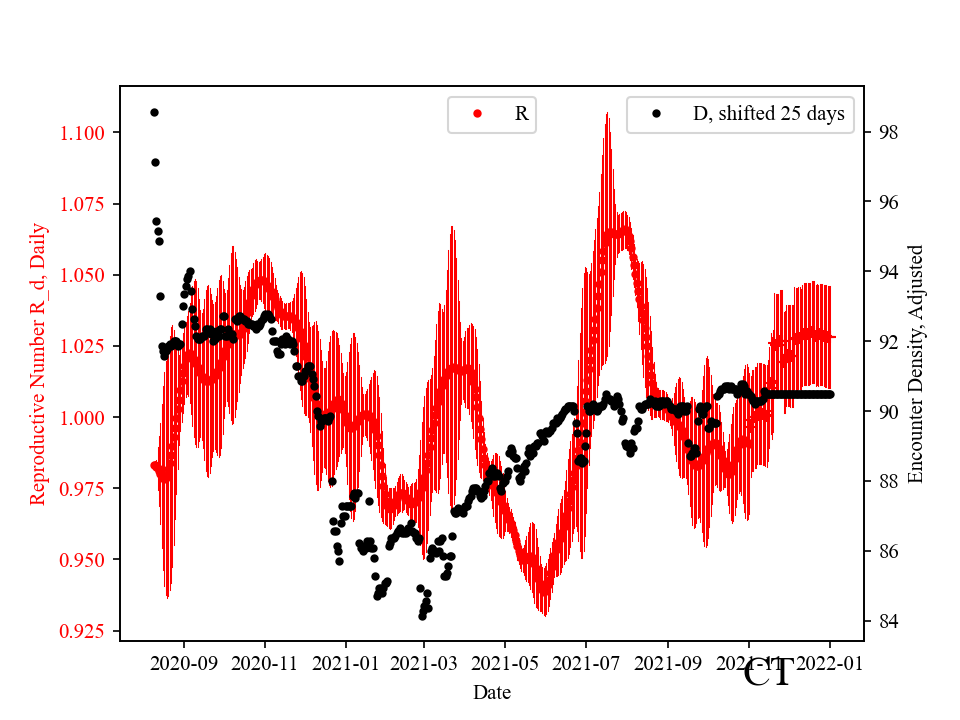 R
D, shifted 25 days
1.100
1.075
1.050
1.025
1.000
0.975
0.950
0.925
Reproductive Number R_d, Daily
98
96
94
92
90
88
86
84
Encounter Density, Adjusted
2020-09 2020-11 2021-01 2021-03 2021-05 2021-07 2021-09 2021-11 2022-01
CT
Date